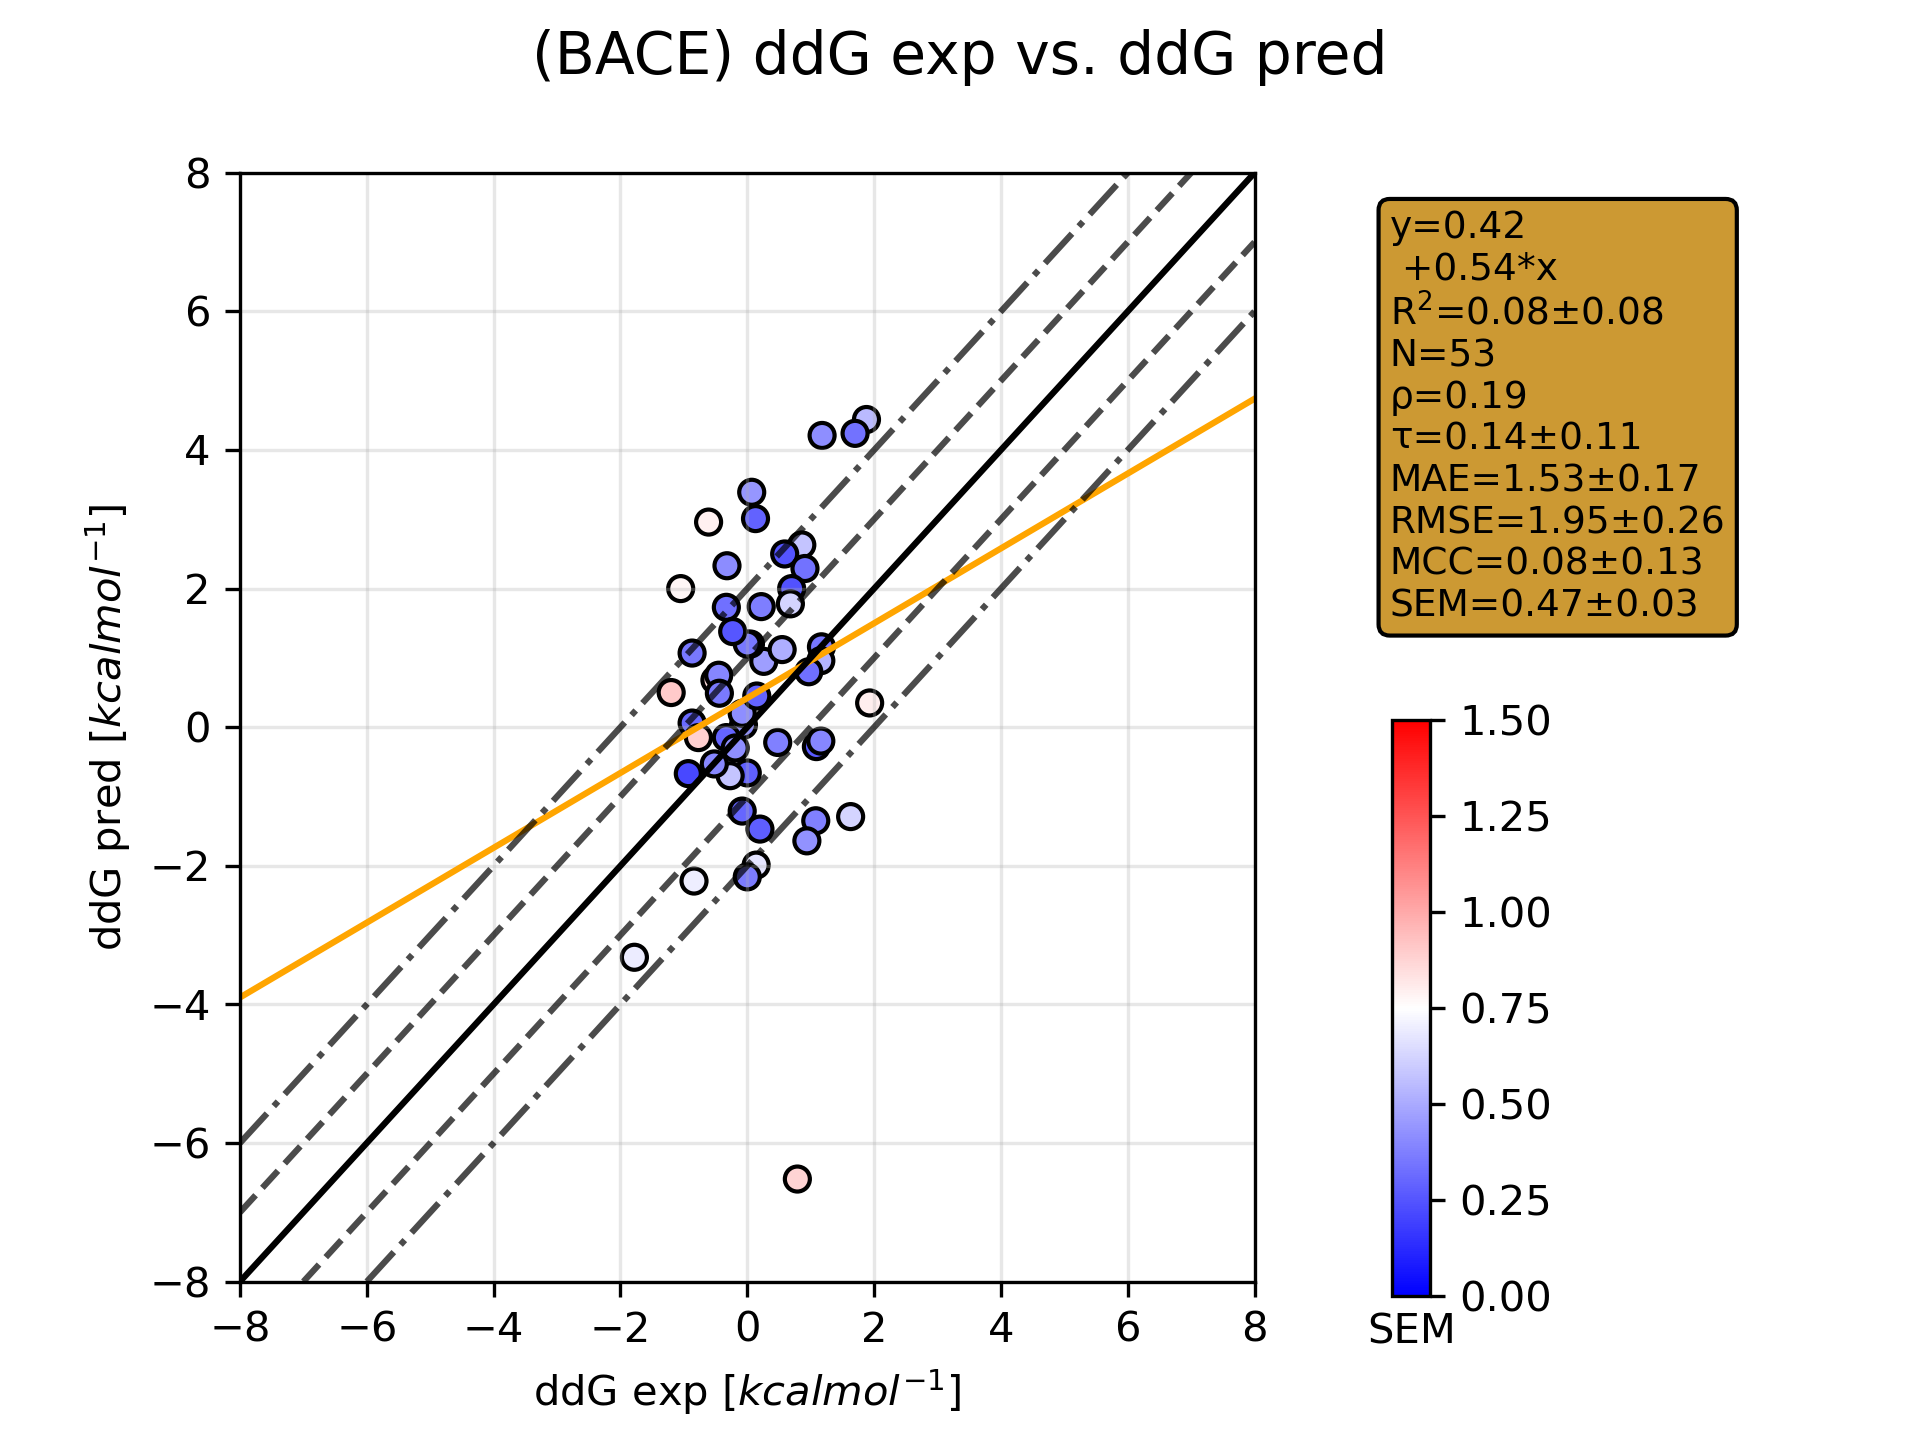 (BACE) ddG exp vs. ddG pred
8
6
4
2
0
−2
−4
−6
−8
ddG pred [kcalmol⁻¹]
−8 −6 −4 −2 0 2 4 6 8
ddG exp [kcalmol⁻¹]
y=0.42
+0.54*x
R²=0.08±0.08
N=53
ρ=0.19
τ=0.14±0.11
MAE=1.53±0.17
RMSE=1.95±0.26
MCC=0.08±0.13
SEM=0.47±0.03
1.50
1.25
1.00
0.75
0.50
0.25
0.00
SEM